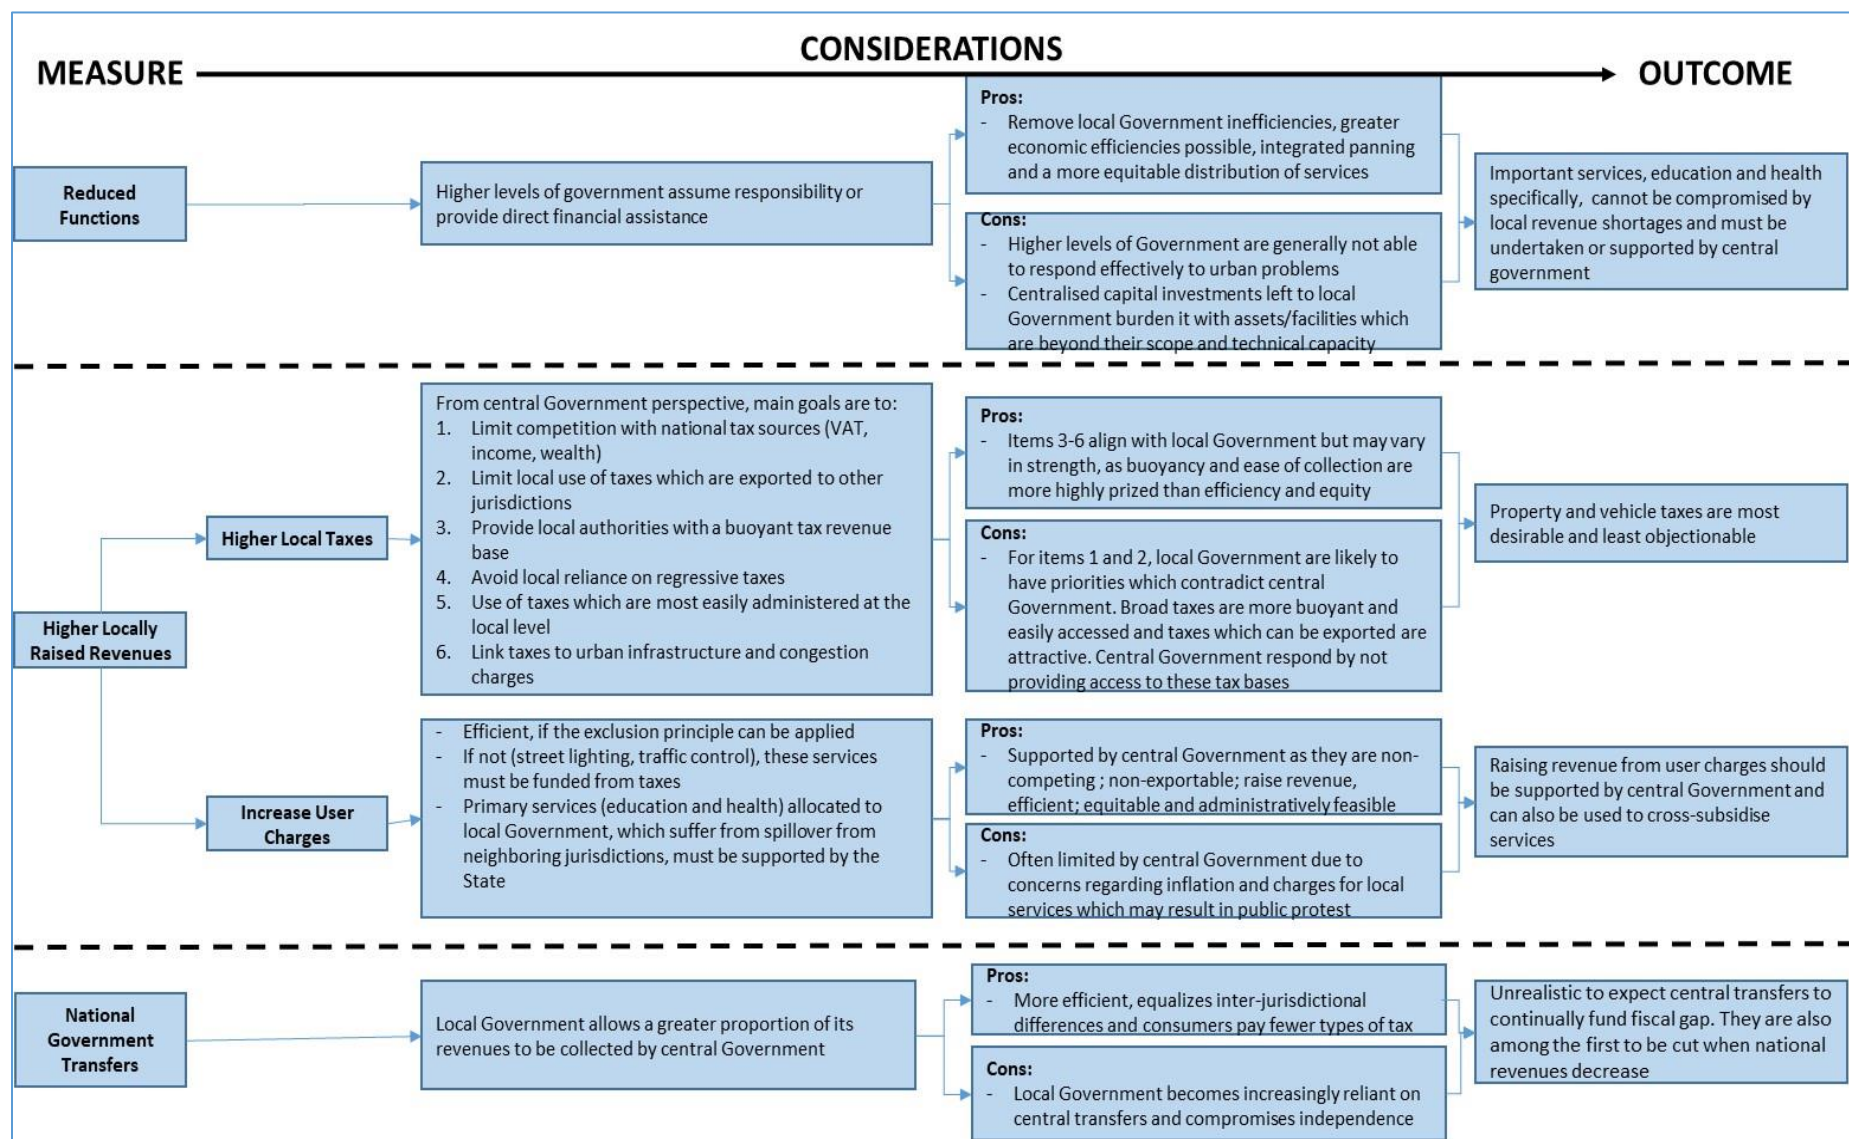 CONSIDERATIONS
MEASURE
OUTCOME
Reduced
Functions
Higher levels of government assume responsibility or
provide direct financial assistance
Pros:
- Remove local Government inefficiencies, greater
economic efficiencies possible, integrated panning
and a more equitable distribution of services
Cons:
- Higher levels of Government are generally not able
to respond effectively to urban problems
- Centralised capital investments left to local
Government burden it with assets/facilities which
are beyond their scope and technical capacity
Important services, education and health
specifically, cannot be compromised by
local revenue shortages and must be
undertaken or supported by central
government
Higher Locally
Raised Revenues
Higher Local Taxes
From central Government perspective, main goals are to:
1. Limit competition with national tax sources (VAT,
income, wealth)
2. Limit local use of taxes which are exported to other
jurisdictions
3. Provide local authorities with a buoyant tax revenue
base
4. Avoid local reliance on regressive taxes
5. Use of taxes which are most easily administered at the
local level
6. Link taxes to urban infrastructure and congestion
charges
Pros:
- Items 3-6 align with local Government but may vary
in strength, as buoyancy and ease of collection are
more highly prized than efficiency and equity
Cons:
- For items 1 and 2, local Government are likely to
have priorities which contradict central
Government. Broad taxes are more buoyant and
easily accessed and taxes which can be exported are
attractive. Central Government respond by not
providing access to these tax bases
Property and vehicle taxes are most
desirable and least objectionable
Increase User
Charges
- Efficient, if the exclusion principle can be applied
- If not (street lighting, traffic control), these services
must be funded from taxes
- Primary services (education and health) allocated to
local Government, which suffer from spillover from
neighboring jurisdictions, must be supported by the
State
Pros:
- Supported by central Government as they are non-
competing ; non-exportable; raise revenue,
efficient; equitable and administratively feasible
Cons:
- Often limited by central Government due to
concerns regarding inflation and charges for local
services which may result in public protest
Raising revenue from user charges should
be supported by central Government and
can also be used to cross-subsidise
services
National
Government
Transfers
Local Government allows a greater proportion of its
revenues to be collected by central Government
Pros:
- More efficient, equalizes inter-jurisdictional
differences and consumers pay fewer types of tax
Cons:
- Local Government becomes increasingly reliant on
central transfers and compromises independence
Unrealistic to expect central transfers to
continually fund fiscal gap. They are also
among the first to be cut when national
revenues decrease